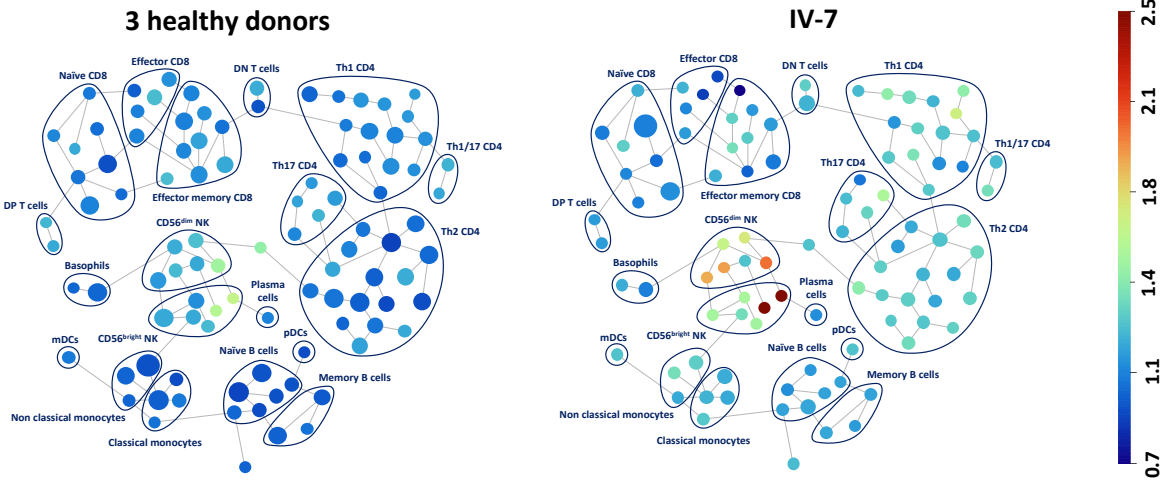 3 healthy donors
Naïve CD8
Effector CD8
DN T cells
Th1 CD4
Th1/17 CD4
Th17 CD4
Effector memory CD8
DP T cells
CD56dim NK
Th2 CD4
Basophils
Plasma
cells
CD56bright NK
mDCs
pDCs
Naïve B cells
Memory B cells
Non classical monocytes
Classical monocytes
IV-7
Naïve CD8
Effector CD8
DN T cells
Th1 CD4
Th1/17 CD4
Th17 CD4
Effector memory CD8
DP T cells
CD56dim NK
Th2 CD4
Basophils
Plasma
cells
CD56bright NK
mDCs
pDCs
Naïve B cells
Memory B cells
Non classical monocytes
Classical monocytes
2.5
2.1
1.8
1.4
1.1
0.7